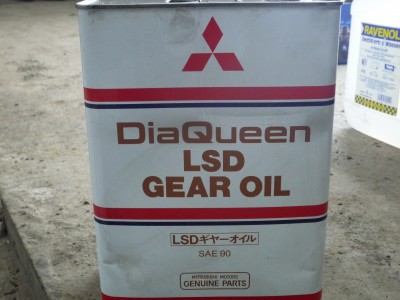 DiaQueen
LSD
GEAR OIL
LSDギヤーオイル
SAE 90
MITSUBISHI MOTORS
GENUINE PARTS
RAVENOL